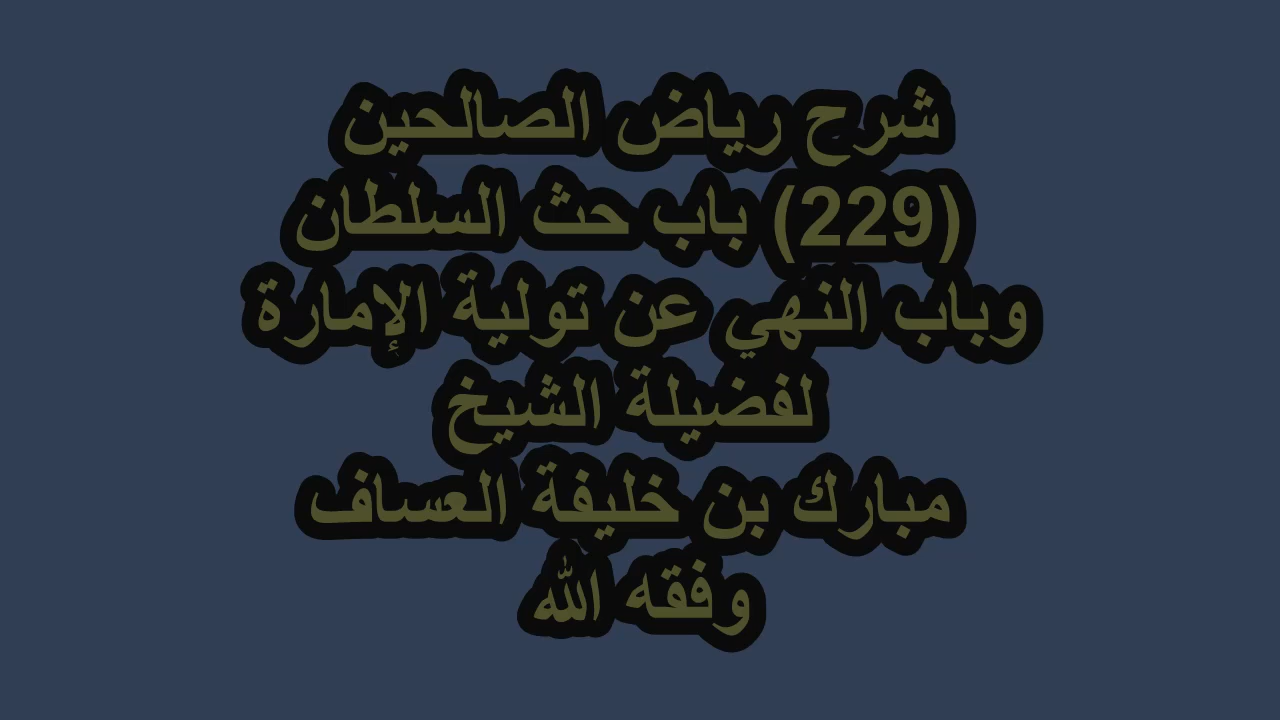 شرح رياض الصالحين
(229) باب حث السلطان
وباب النهي عن تولية الإمارة
لفضيلة الشيخ
مبارك بن خليفة العساف
وفقه الله